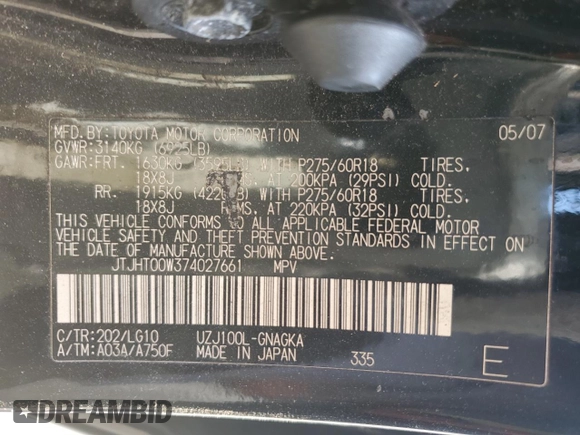 MFD. BY:TOYOTA MOTOR CORPORATION 05/07
GVWR:3140KG LB)
GAWR:FRT. 1630KG WITH P275/60R18 TIRES,
18X8J AT 200KPA (29PSI) COLD.
RR. 1915KG WITH P275/60R18 TIRES,
18X8J AT 220KPA (32PSI) COLD.
THIS VEHICLE CONFORMS TO ALL APPLICABLE FEDERAL MOTOR
VEHICLE SAFETY AND THEFT PREVENTION STANDARDS IN EFFECT ON
THE DATE OF MANUFACTURE SHOWN ABOVE.
JTJHT00W374027661 MPV
C/TR:202/LG10 UZJ100L-GNAGKA
A/TM:A03A/A750F MADE IN JAPAN 335 E
DREAMBID